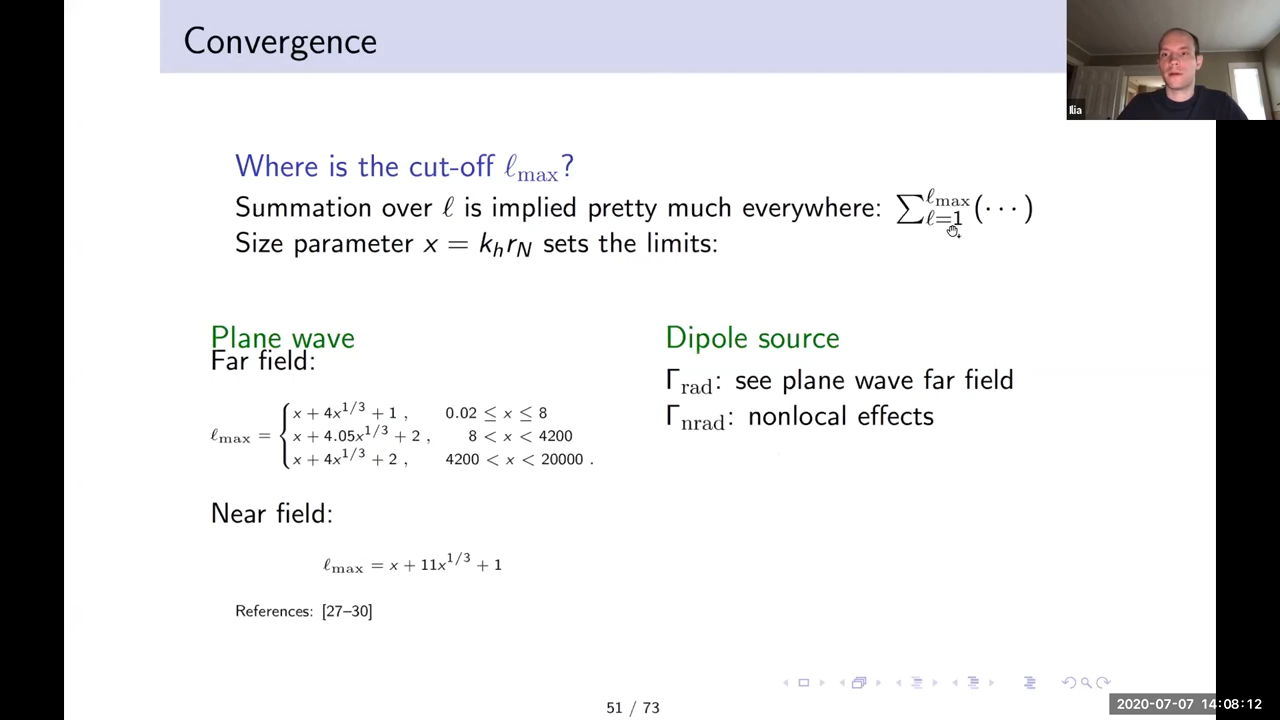 Convergence
Ilia
Where is the cut-off ℓmax?
Summation over ℓ is implied pretty much everywhere: ∑_{ℓ=1}^{ℓmax}(···)
Size parameter x = k_h r_N sets the limits:
Plane wave
Far field:
ℓmax = { x + 4x^{1/3} + 1 , 0.02 ≤ x ≤ 8
x + 4.05x^{1/3} + 2 , 8 < x < 4200
x + 4x^{1/3} + 2 , 4200 < x < 20000 .
Near field:
ℓmax = x + 11x^{1/3} + 1
References: [27–30]
Dipole source
Γrad: see plane wave far field
Γnrad: nonlocal effects
51 / 73
2020-07-07 14:08:12